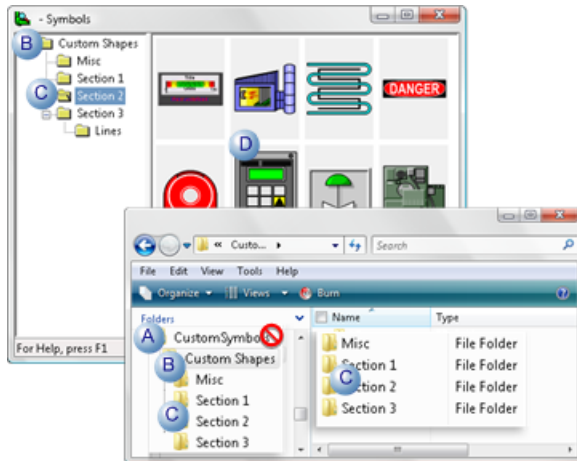 - Symbols
B Custom Shapes
Misc
Section 1
C Section 2
Section 3
Lines
DANGER
D
For Help, press F1
« Custo...
Search
File Edit View Tools Help
Organize Views Burn
Folders
Name Type
A CustomSymbols
B Custom Shapes
Misc
Section 1
C Section 2
Section 3
Misc File Folder
Section 1 File Folder
C Section 2 File Folder
Section 3 File Folder